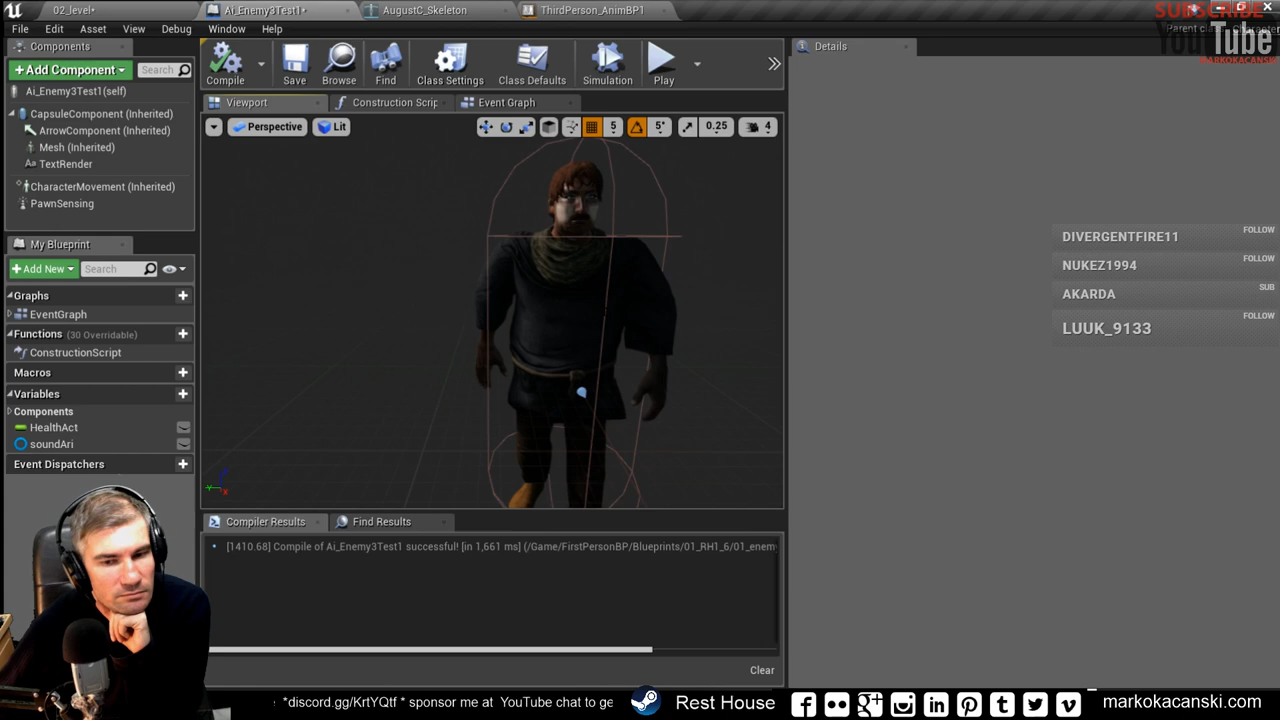 02_level*
Ai_Enemy3Test1*
AugustC_Skeleton
ThirdPerson_AnimBP1
SUBSCRIBE
YouTube
MARKOKACANSKI
File Edit Asset View Debug Window Help
Parent class: Character
Components
+Add Component
Search
Ai_Enemy3Test1(self)
CapsuleComponent (Inherited)
ArrowComponent (Inherited)
Mesh (Inherited)
TextRender
CharacterMovement (Inherited)
PawnSensing
My Blueprint
+Add New
Search
Graphs
EventGraph
Functions (30 Overridable)
ConstructionScript
Macros
Variables
Components
HealthAct
soundAri
Event Dispatchers
Compile
Save
Browse
Find
Class Settings
Class Defaults
Simulation
Play
Viewport
Construction Scrip
Event Graph
Perspective
Lit
5
5°
0.25
4
Compiler Results
Find Results
[1410.68] Compile of Ai_Enemy3Test1 successful! [in 1,661 ms] (/Game/FirstPersonBP/Blueprints/01_RH1_6/01_enem
Clear
Details
DIVERGENTFIRE11 FOLLOW
NUKEZ1994 FOLLOW
AKARDA SUB
LUUK_9133 FOLLOW
*discord.gg/KrtYQtf * sponsor me at YouTube chat to ge
Rest House
markokacanski.com